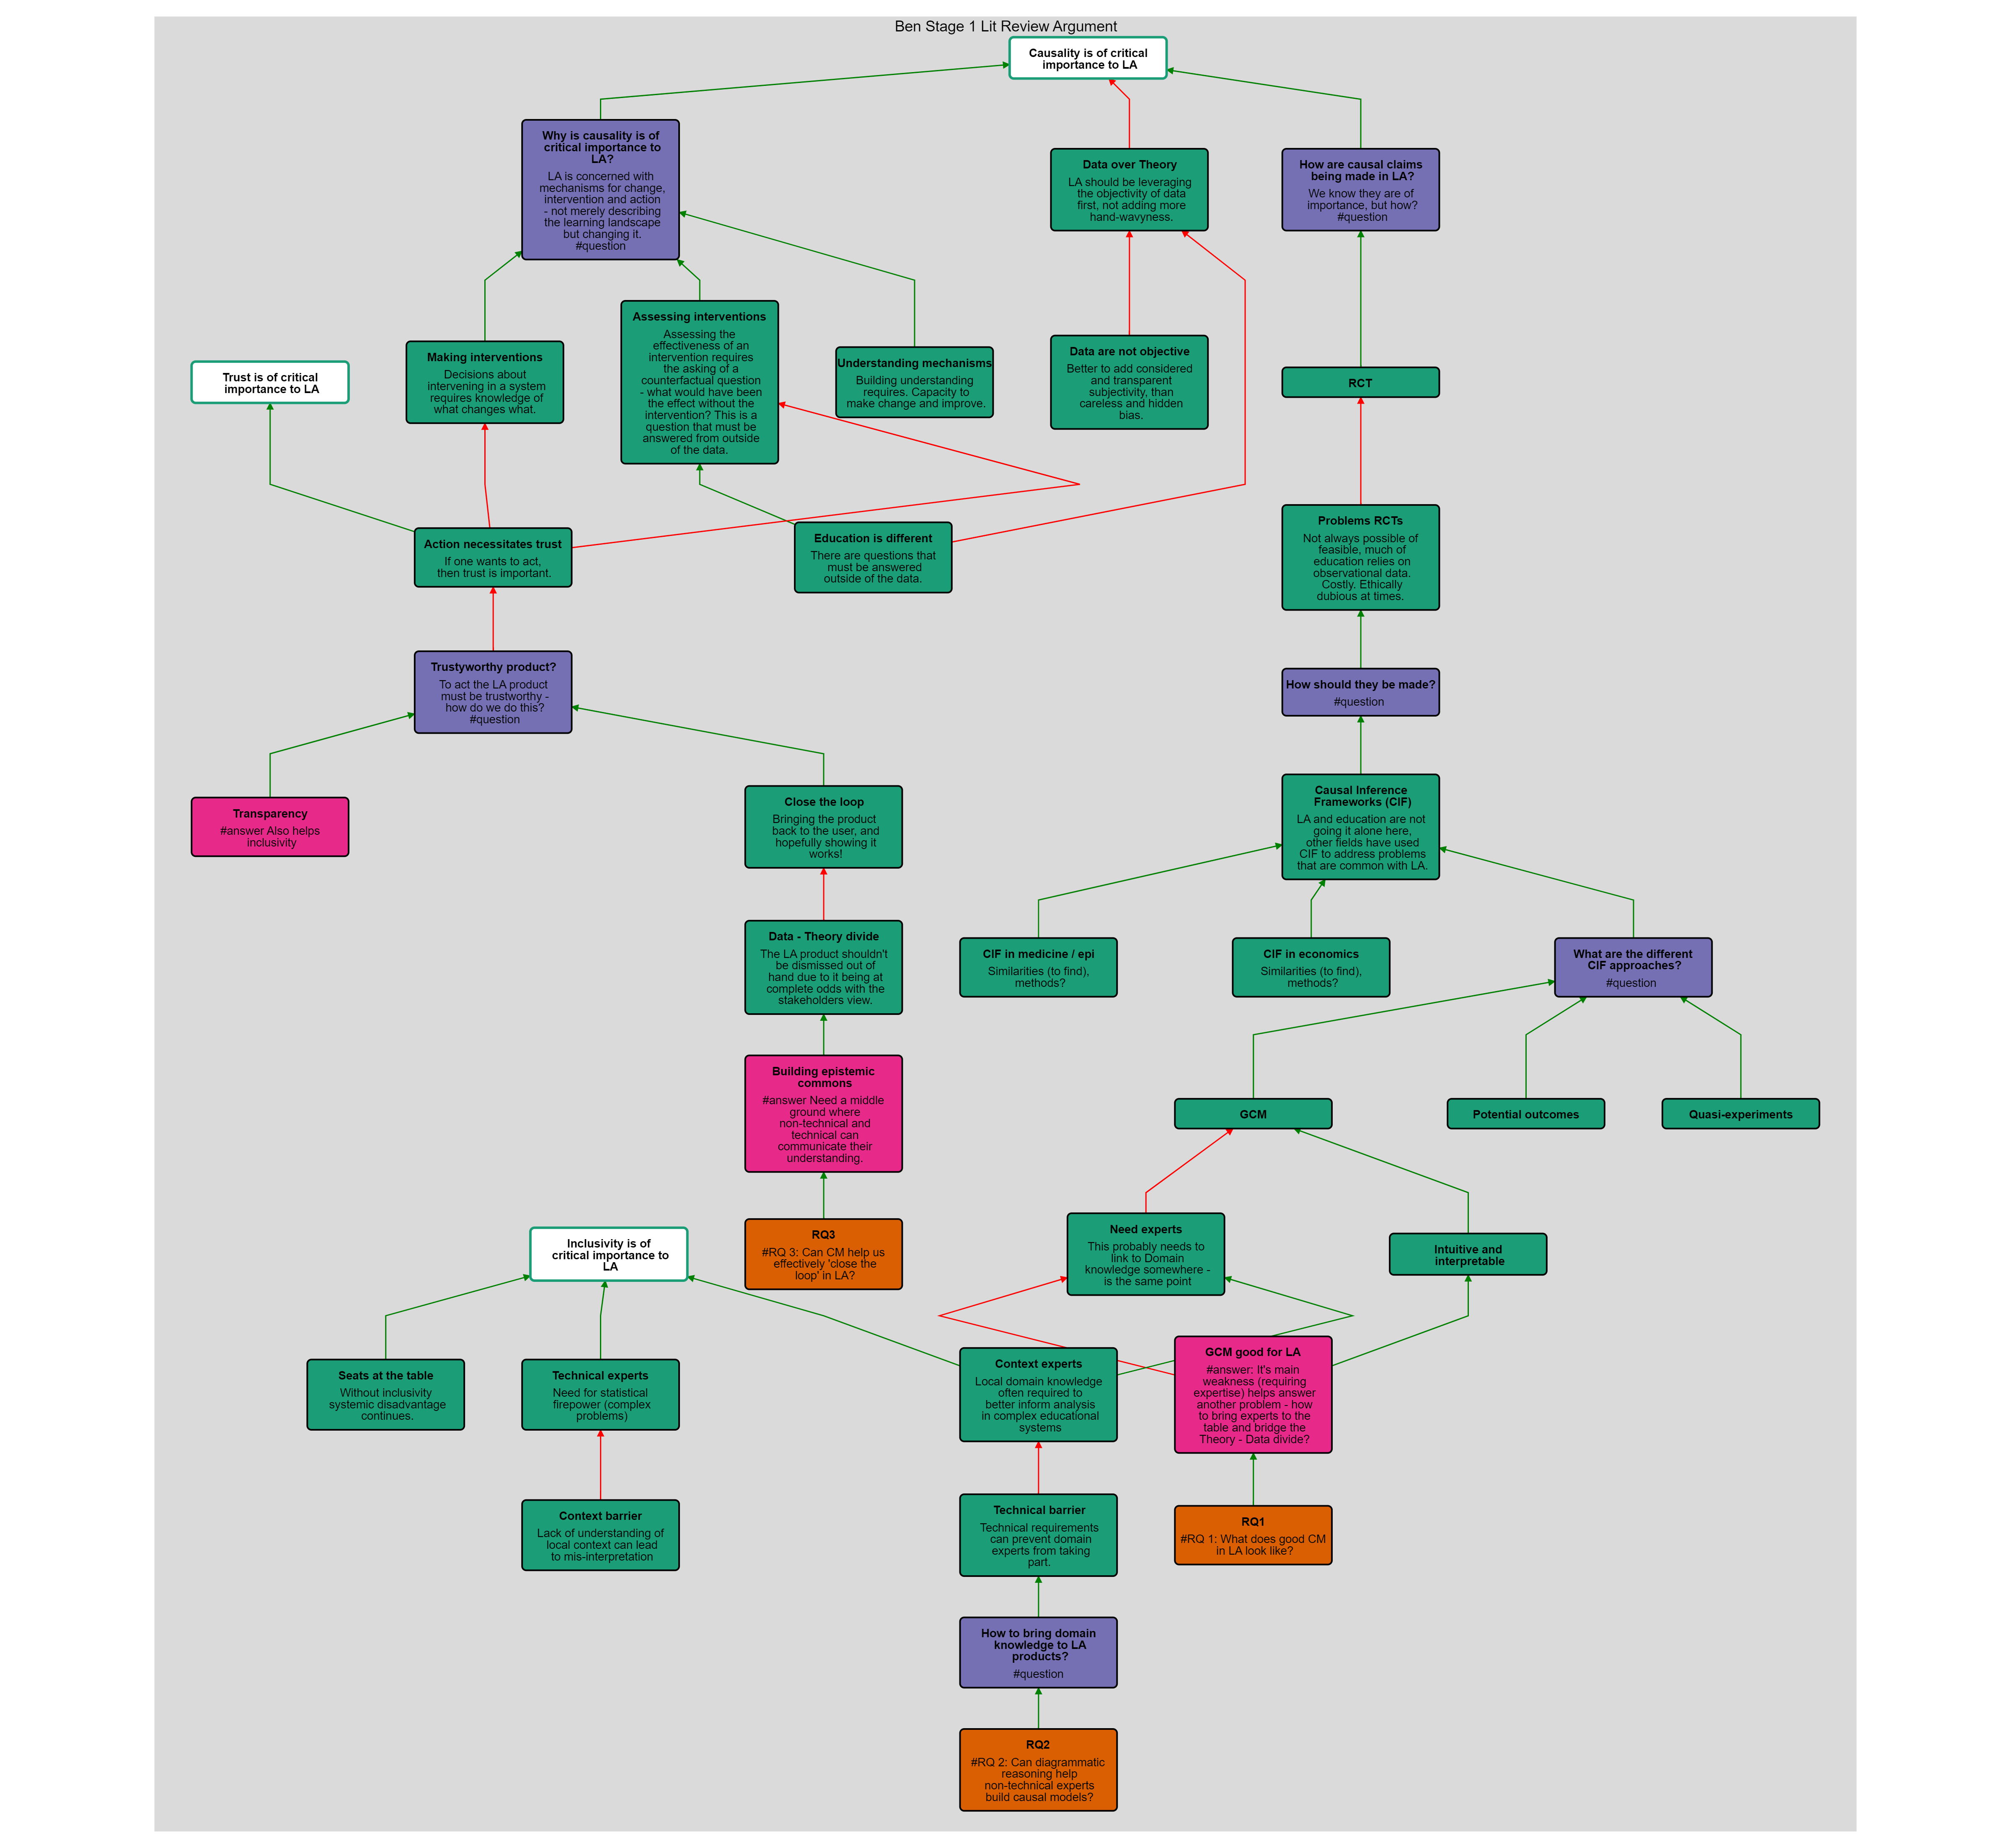 Ben Stage 1 Lit Review Argument
Causality is of critical
importance to LA
Why is causality is of
critical importance to
LA?
LA is concerned with
mechanisms for change,
intervention and action
- not merely describing
the learning landscape
but changing it.
#question
Data over Theory
LA should be leveraging
the objectivity of data
first, not adding more
hand-wavyness.
How are causal claims
being made in LA?
We know they are of
importance, but how?
#question
Trust is of critical
importance to LA
Making interventions
Decisions about
intervening in a system
requires knowledge of
what changes what.
Assessing interventions
Assessing the
effectiveness of an
intervention requires
the asking of a
counterfactual question
- what would have been
the effect without the
intervention? This is a
question that must be
answered from outside
of the data.
Understanding mechanisms
Building understanding
requires. Capacity to
make change and improve.
Data are not objective
Better to add considered
and transparent
subjectivity, than
careless and hidden
bias.
RCT
Action necessitates trust
If one wants to act,
then trust is important.
Education is different
There are questions that
must be answered
outside of the data.
Problems RCTs
Not always possible of
feasible, much of
education relies on
observational data.
Costly. Ethically
dubious at times.
Trustyworthy product?
To act the LA product
must be trustworthy -
how do we do this?
#question
How should they be made?
#question
Transparency
#answer Also helps
inclusivity
Close the loop
Bringing the product
back to the user, and
hopefully showing it
works!
Causal Inference
Frameworks (CIF)
LA and education are not
going it alone here,
other fields have used
CIF to address problems
that are common with LA.
Data - Theory divide
The LA product shouldn't
be dismissed out of
hand due to it being at
complete odds with the
stakeholders view.
CIF in medicine / epi
Similarities (to find),
methods?
CIF in economics
Similarities (to find),
methods?
What are the different
CIF approaches?
#question
Building epistemic
commons
#answer Need a middle
ground where
non-technical and
technical can
communicate their
understanding.
GCM
Potential outcomes
Quasi-experiments
Inclusivity is of
critical importance to
LA
RQ3
#RQ 3: Can CM help us
effectively 'close the
loop' in LA?
Need experts
This probably needs to
link to Domain
knowledge somewhere -
is the same point
Intuitive and
interpretable
Seats at the table
Without inclusivity
systemic disadvantage
continues.
Technical experts
Need for statistical
firepower (complex
problems)
Context experts
Local domain knowledge
often required to
better inform analysis
in complex educational
systems
GCM good for LA
#answer: It's main
weakness (requiring
expertise) helps answer
another problem - how
to bring experts to the
table and bridge the
Theory - Data divide?
Context barrier
Lack of understanding of
local context can lead
to mis-interpretation
Technical barrier
Technical requirements
can prevent domain
experts from taking
part.
RQ1
#RQ 1: What does good CM
in LA look like?
How to bring domain
knowledge to LA
products?
#question
RQ2
#RQ 2: Can diagrammatic
reasoning help
non-technical experts
build causal models?